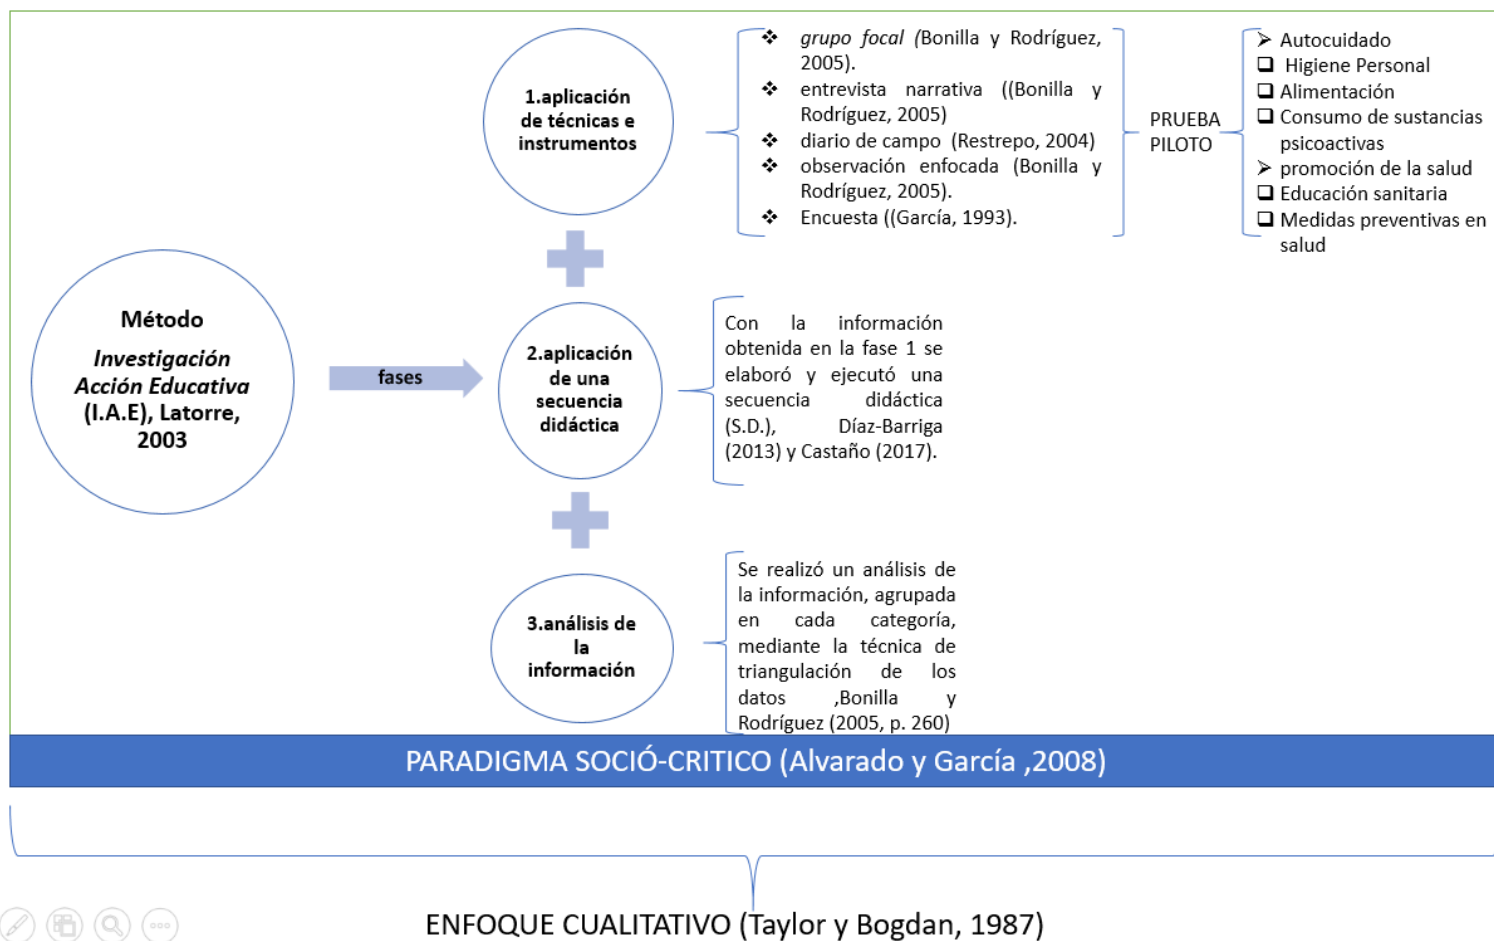 Método
Investigación
Acción Educativa
(I.A.E), Latorre,
2003
fases
1.aplicación
de técnicas e
instrumentos
grupo focal (Bonilla y Rodríguez,
2005).
entrevista narrativa ((Bonilla y
Rodríguez, 2005)
diario de campo (Restrepo, 2004)
observación enfocada (Bonilla y
Rodríguez, 2005).
Encuesta ((García, 1993).
PRUEBA
PILOTO
Autocuidado
Higiene Personal
Alimentación
Consumo de sustancias
psicoactivas
promoción de la salud
Educación sanitaria
Medidas preventivas en
salud
2.aplicación
de una
secuencia
didáctica
Con la información
obtenida en la fase 1 se
elaboró y ejecutó una
secuencia didáctica
(S.D.), Díaz-Barriga
(2013) y Castaño (2017).
3.análisis de
la
información
Se realizó un análisis de
la información, agrupada
en cada categoría,
mediante la técnica de
triangulación de los
datos ,Bonilla y
Rodríguez (2005, p. 260)
PARADIGMA SOCIÓ-CRITICO (Alvarado y García ,2008)
ENFOQUE CUALITATIVO (Taylor y Bogdan, 1987)